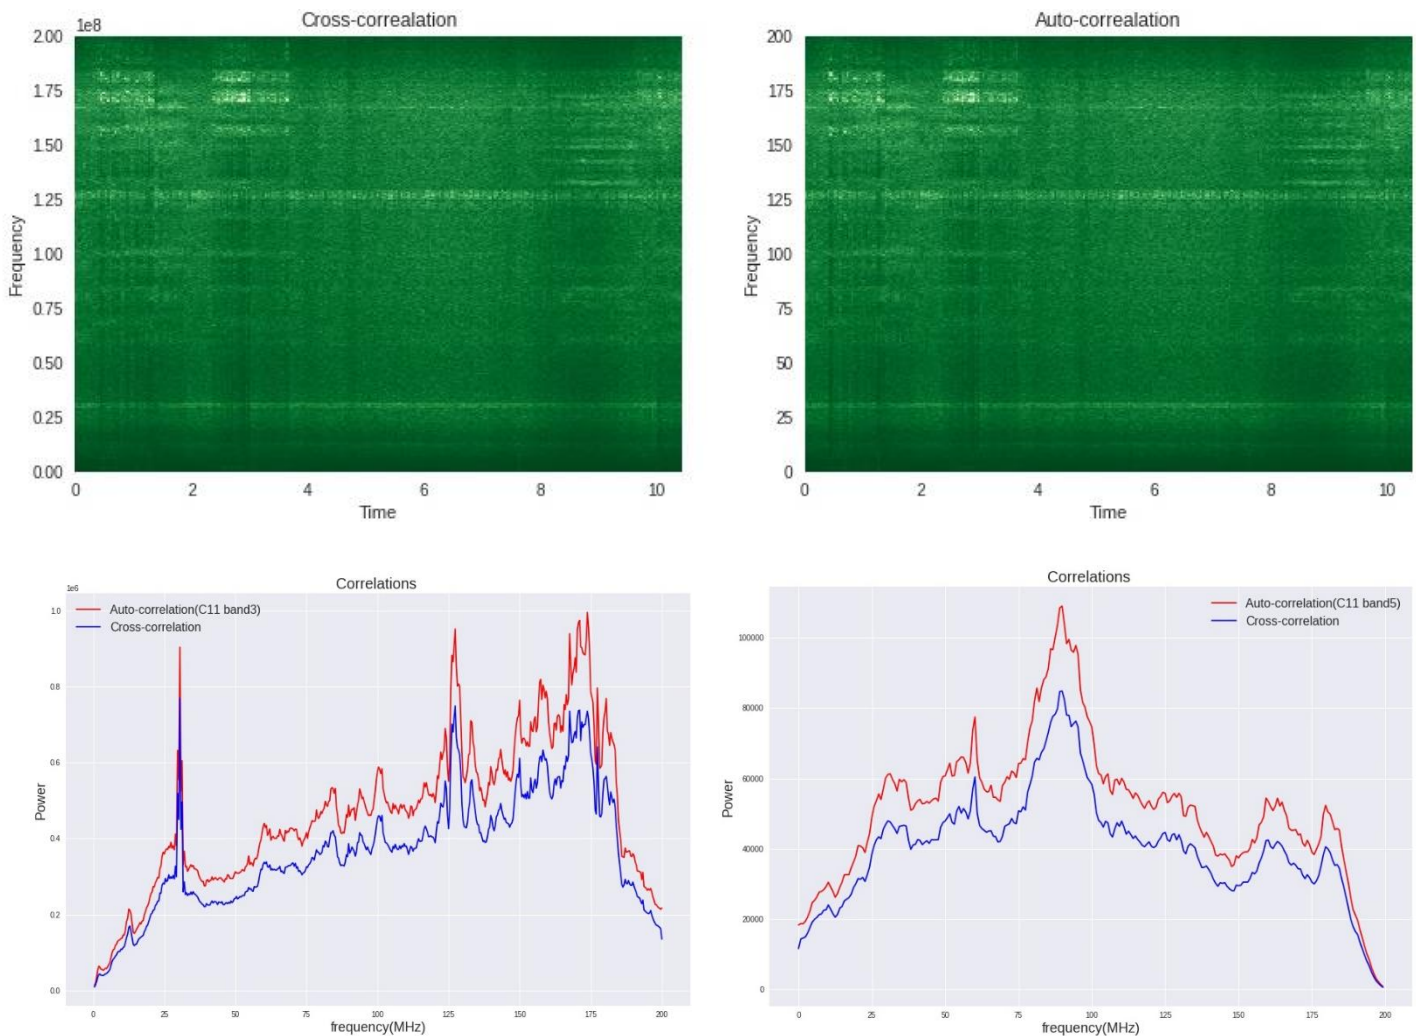 Cross-correalation
1e8
2.00
1.75
1.50
1.25
1.00
0.75
0.50
0.25
0.00
Frequency
0 2 4 6 8 10
Time
Auto-correalation
200
175
150
125
100
75
50
25
0
Frequency
0 2 4 6 8 10
Time
Correlations
1e6
Auto-correlation(C11 band3)
Cross-correlation
1.0
0.8
0.6
0.4
0.2
0.0
Power
0 25 50 75 100 125 150 175 200
frequency(MHz)
Correlations
Auto-correlation(C11 band5)
Cross-correlation
100000
80000
60000
40000
20000
0
Power
0 25 50 75 100 125 150 175 200
frequency(MHz)